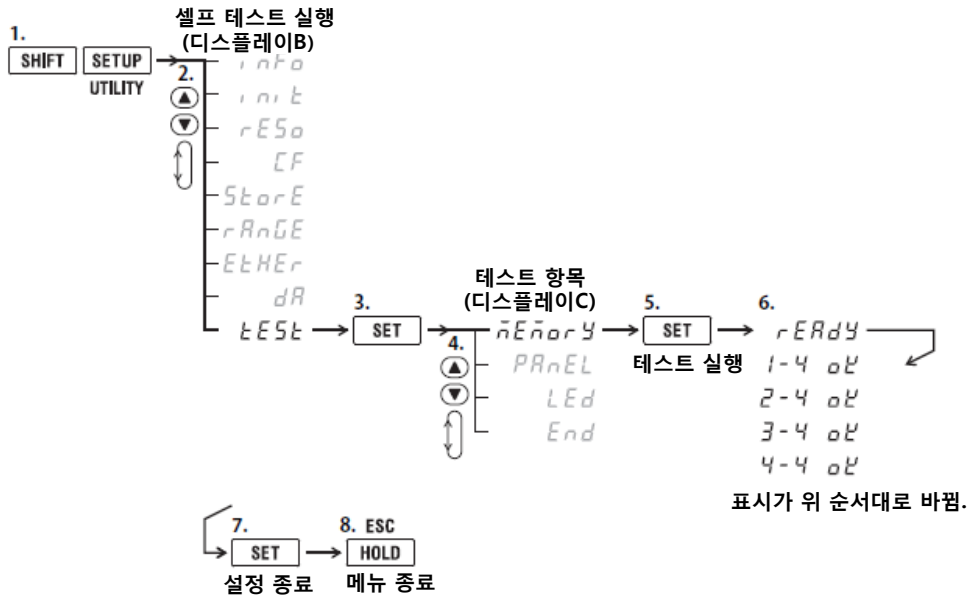 셀프 테스트 실행
(디스플레이B)
1.
SHIFT SETUP
UTILITY
2.
inFo
init
rESo
CF
StorE
rAnGE
EtHEr
dA
tESt
3.
SET
테스트 항목
(디스플레이C)
4.
mEmorY
PAnEL
LEd
End
5.
SET
테스트 실행
6.
rEAdY
1-4 oK
2-4 oK
3-4 oK
4-4 oK
표시가 위 순서대로 바뀜.
7.
SET
설정 종료
8. ESC
HOLD
메뉴 종료